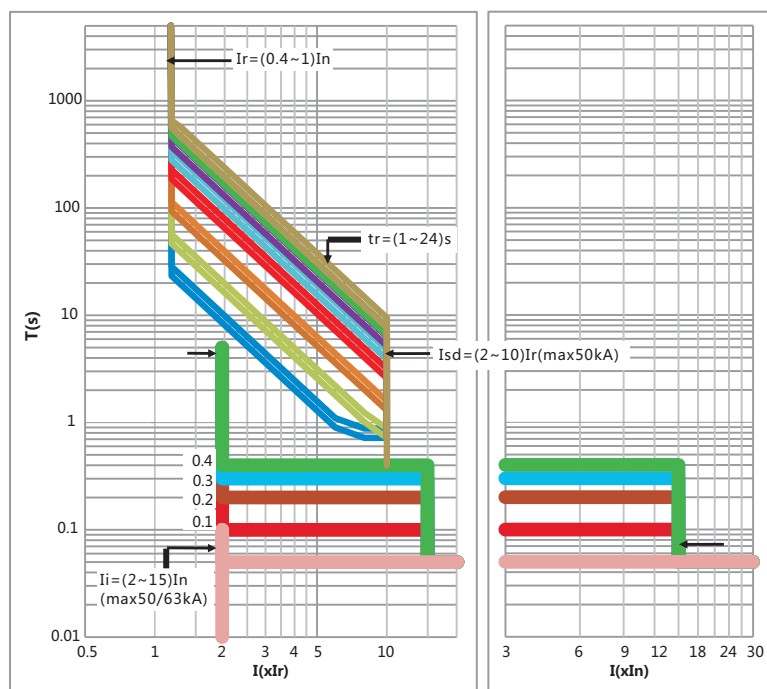 Ir=(0.4~1)In
1000
100
tr=(1~24)s
10
T(s)
Isd=(2~10)Ir(max50kA)
1
0.4
0.3
0.2
0.1
0.1
Ii=(2~15)In
(max50/63kA)
0.01
0.5 1 2 3 4 5 10
I(xIr)
3 6 9 12 18 24 30
I(xIn)